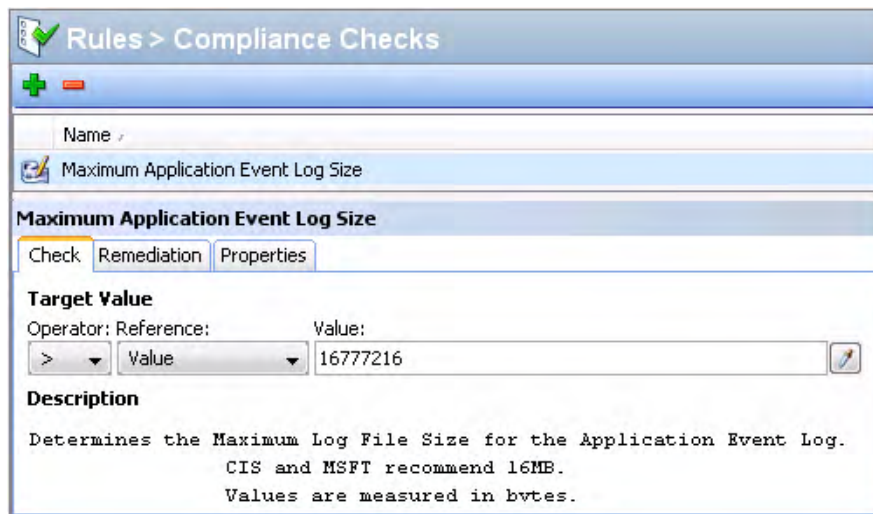 Rules > Compliance Checks
Name
Maximum Application Event Log Size
Maximum Application Event Log Size
Check Remediation Properties
Target Value
Operator: Reference: Value:
> Value 16777216
Description
Determines the Maximum Log File Size for the Application Event Log.
CIS and MSFT recommend 16MB.
Values are measured in bytes.